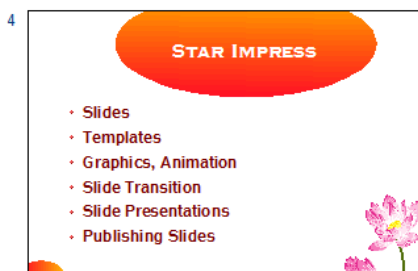 4
STAR IMPRESS
Slides
Templates
Graphics, Animation
Slide Transition
Slide Presentations
Publishing Slides